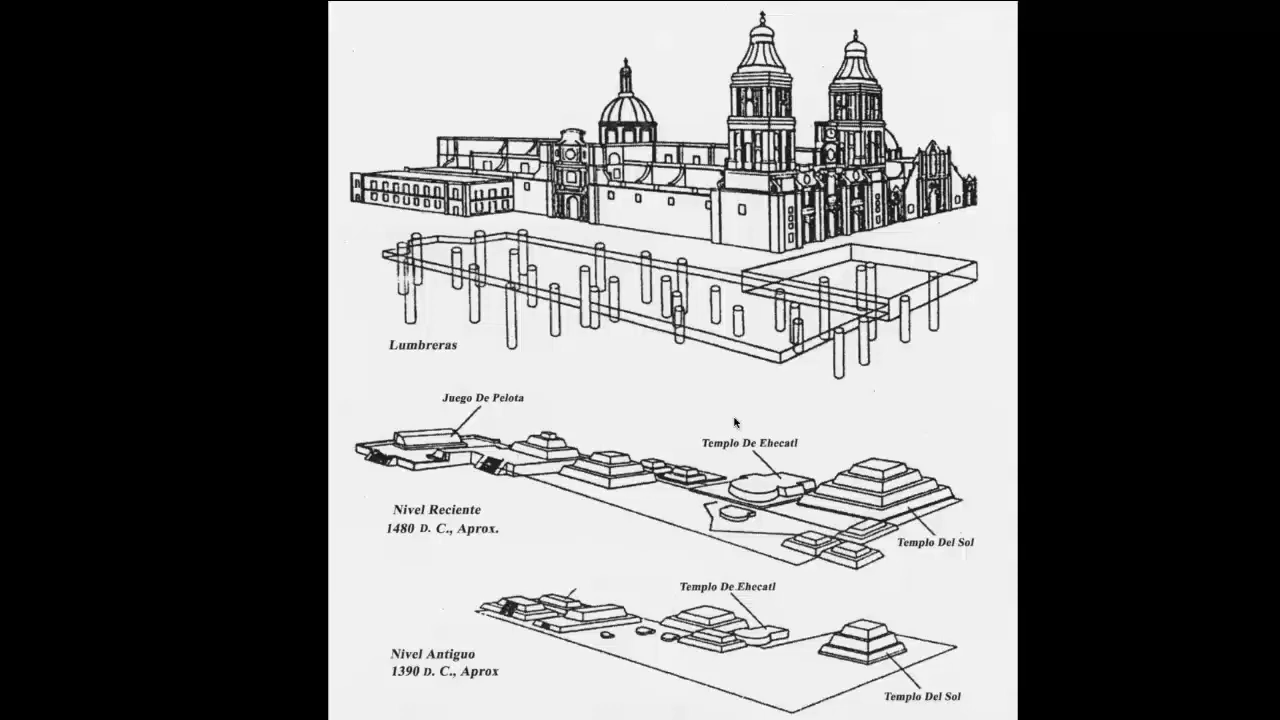 Lumbreras
Juego De Pelota
Templo De Ehecatl
Nivel Reciente
1480 D. C., Aprox.
Templo Del Sol
Templo De Ehecatl
Nivel Antiguo
1390 D. C., Aprox
Templo Del Sol